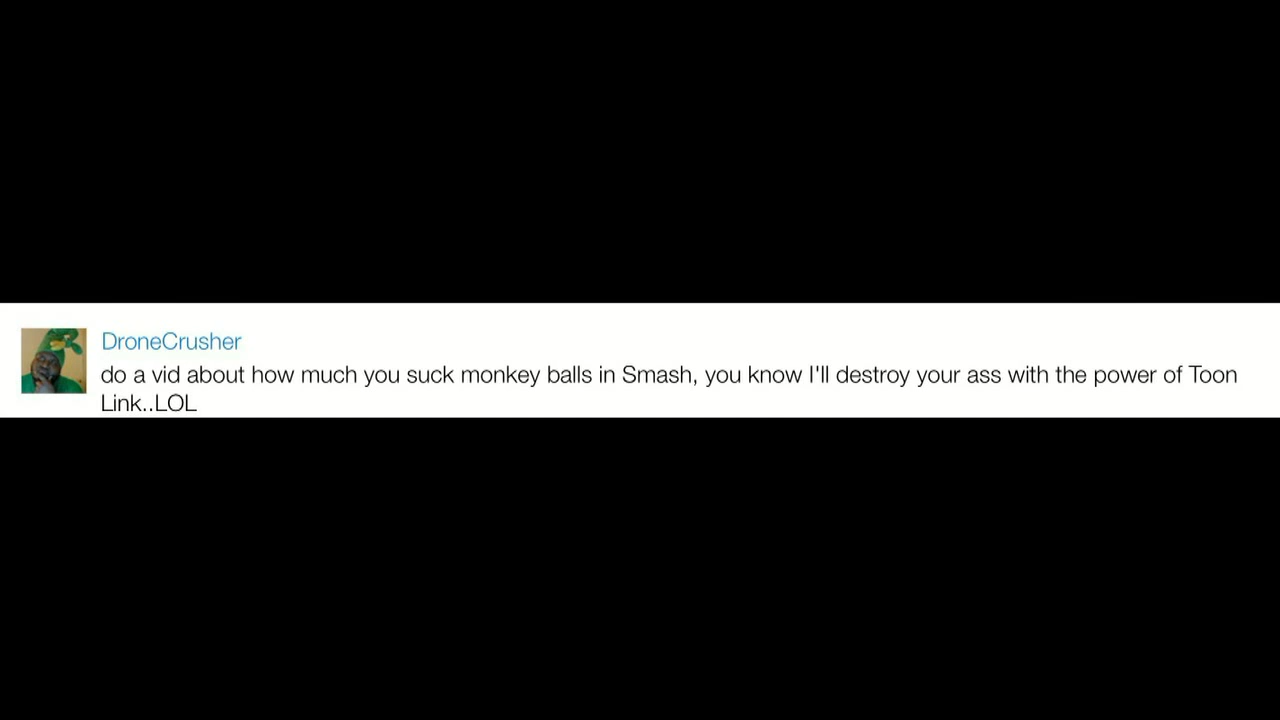 DroneCrusher
do a vid about how much you suck monkey balls in Smash, you know I'll destroy your ass with the power of Toon
Link..LOL